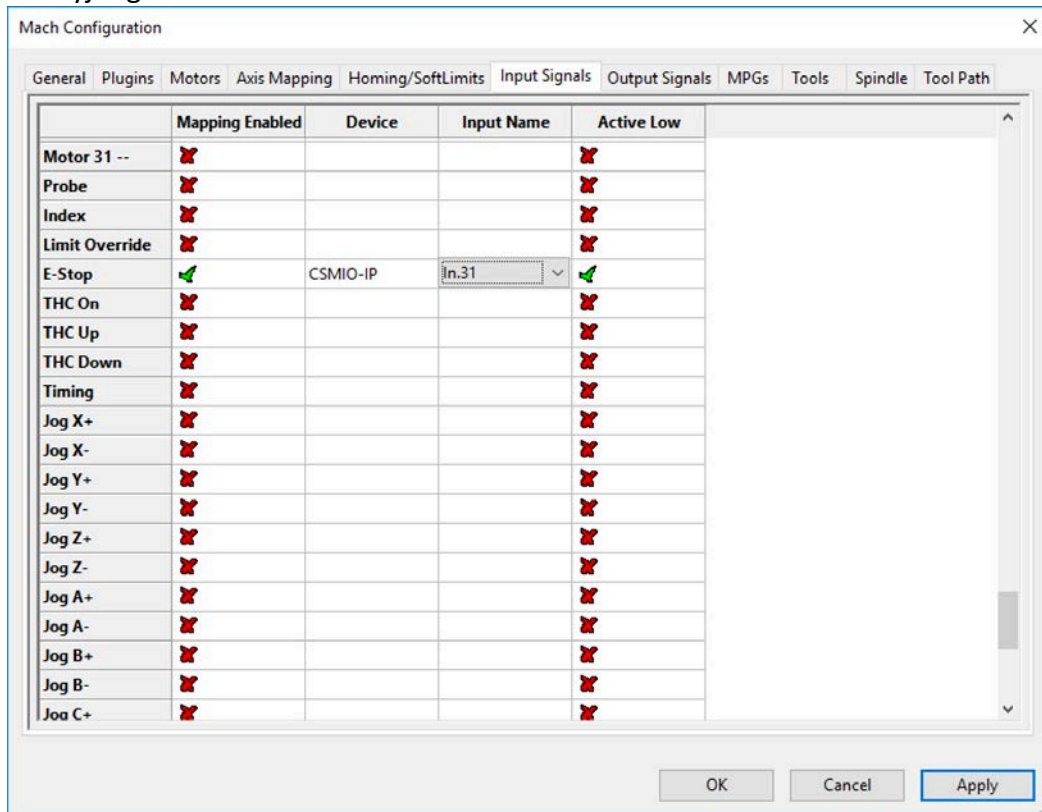 Mach Configuration
General Plugins Motors Axis Mapping Homing/SoftLimits Input Signals Output Signals MPGs Tools Spindle Tool Path
Mapping Enabled Device Input Name Active Low
Motor 31 --
Probe
Index
Limit Override
E-Stop CSMIO-IP In.31
THC On
THC Up
THC Down
Timing
Jog X+
Jog X-
Jog Y+
Jog Y-
Jog Z+
Jog Z-
Jog A+
Jog A-
Jog B+
Jog B-
Jog C+
OK Cancel Apply